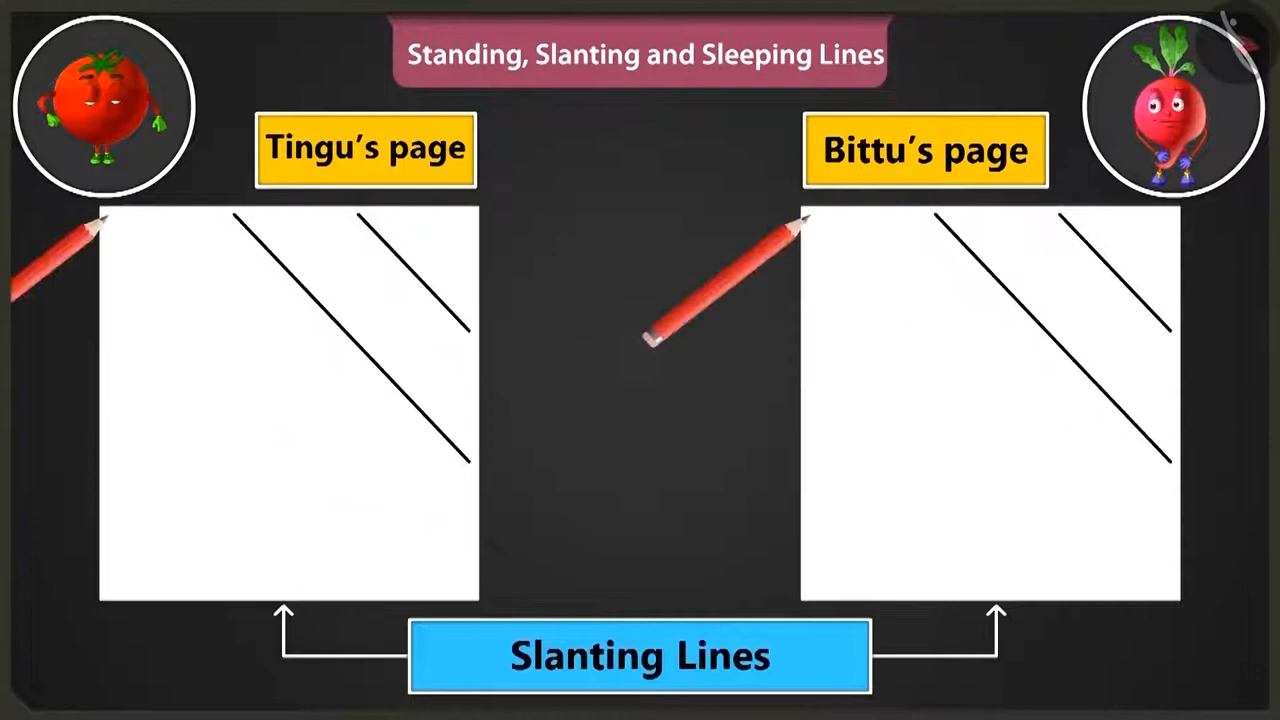 Standing, Slanting and Sleeping Lines
Tingu's page
Bittu's page
Slanting Lines